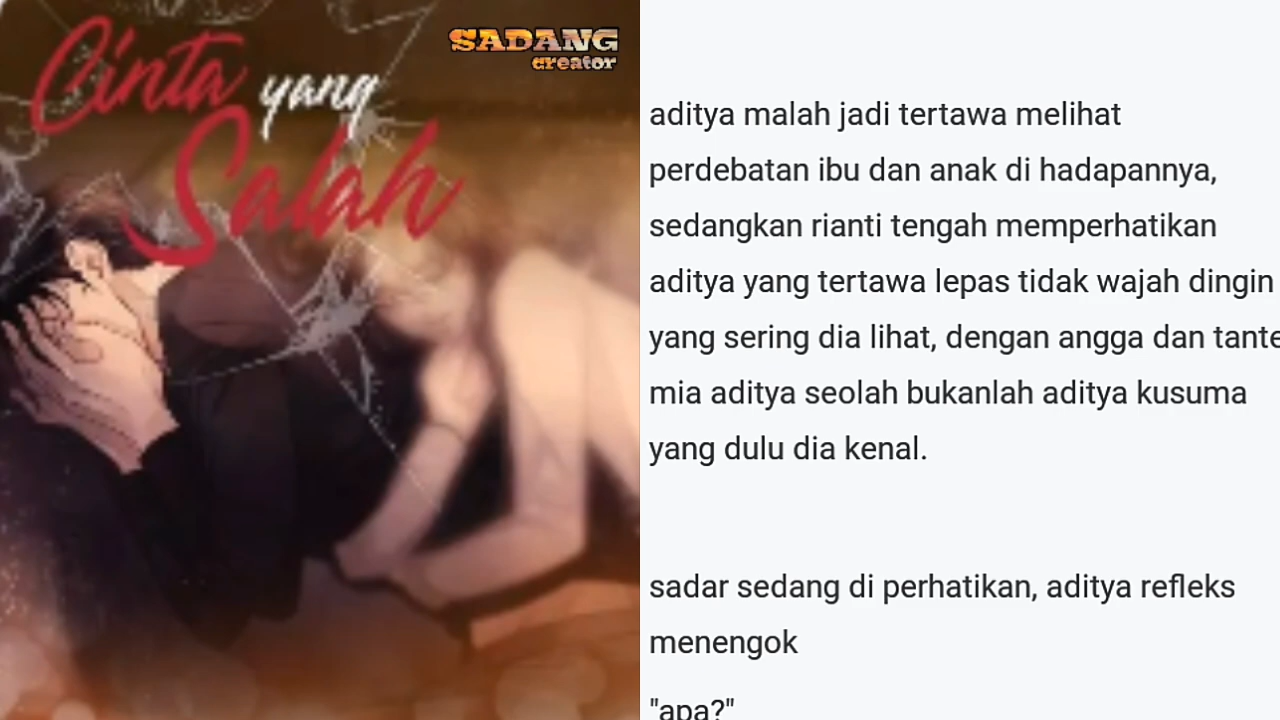 Cinta yang
Salah
SADANG
creator
aditya malah jadi tertawa melihat
perdebatan ibu dan anak di hadapannya,
sedangkan rianti tengah memperhatikan
aditya yang tertawa lepas tidak wajah dingin
yang sering dia lihat, dengan angga dan tante
mia aditya seolah bukanlah aditya kusuma
yang dulu dia kenal.
sadar sedang di perhatikan, aditya refleks
menengok
"apa?"